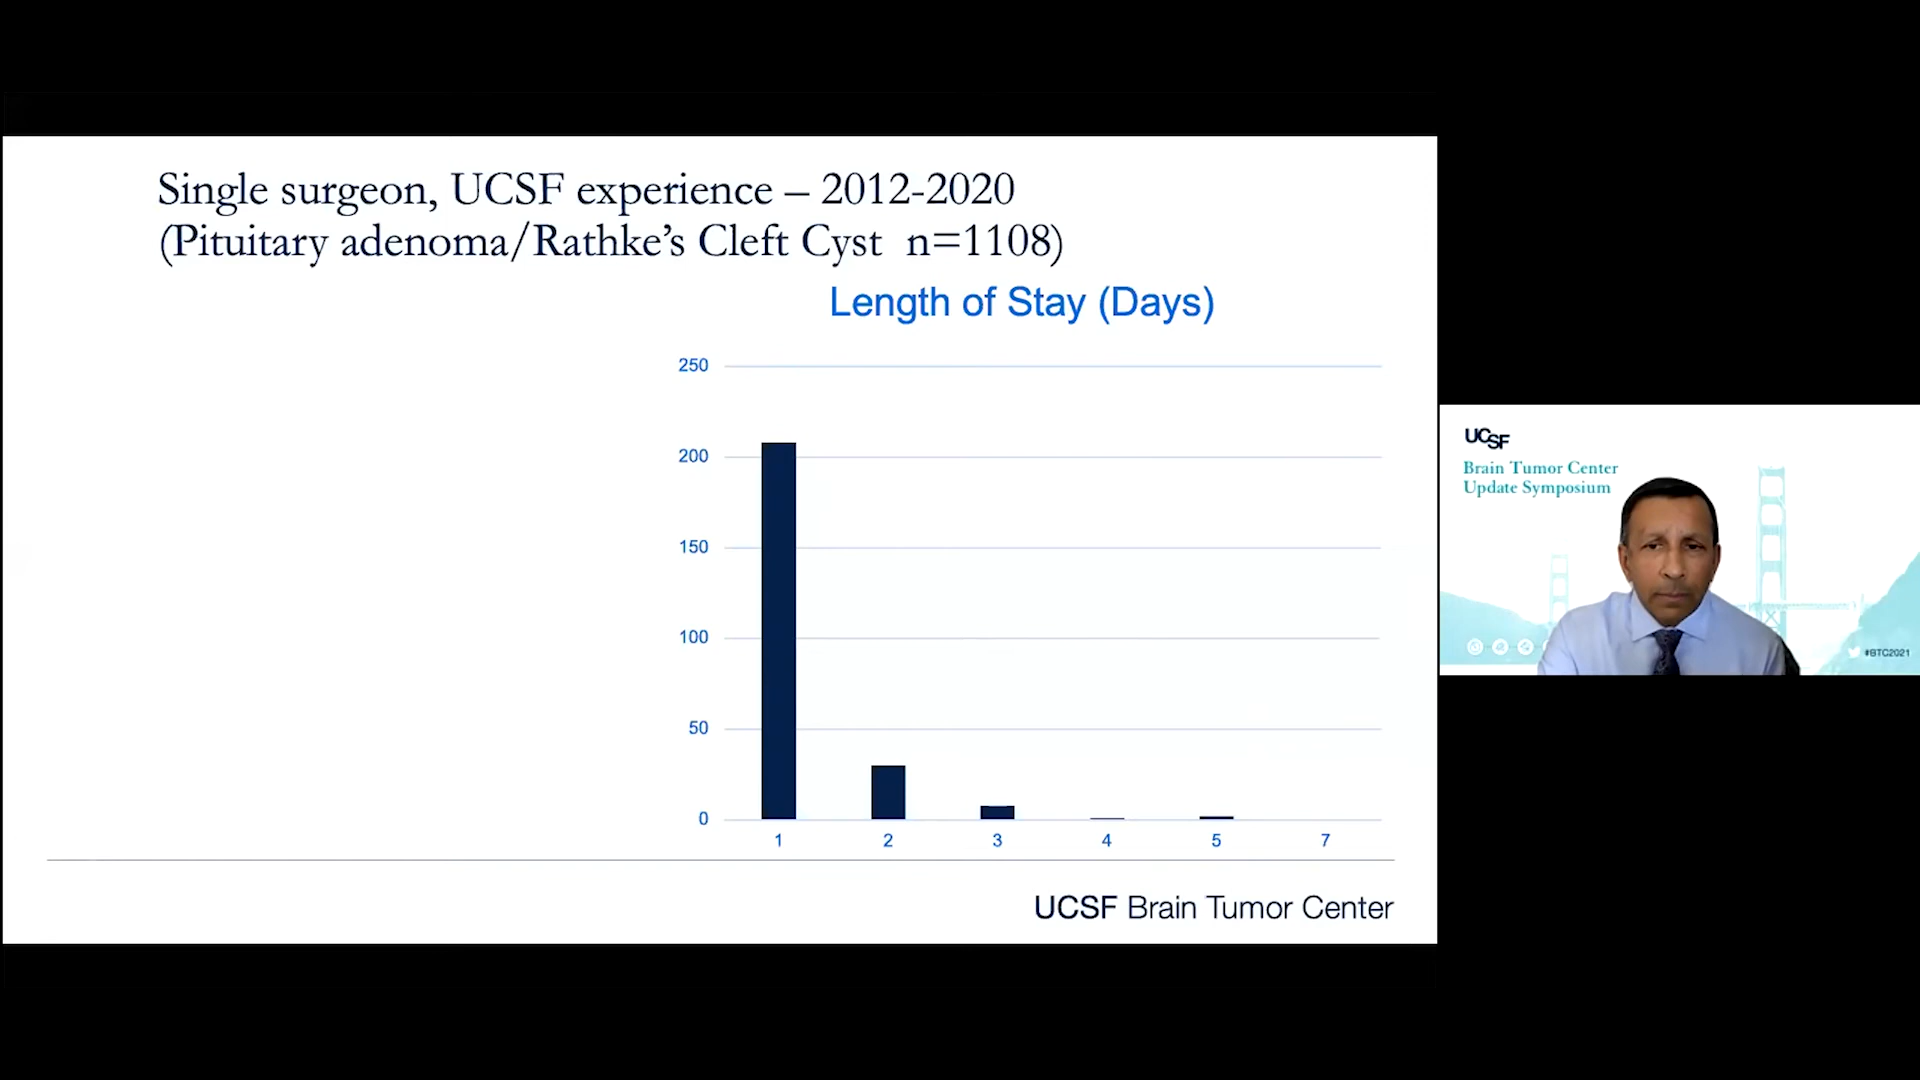 Single surgeon, UCSF experience – 2012-2020
(Pituitary adenoma/Rathke’s Cleft Cyst n=1108)
Length of Stay (Days)
250
200
150
100
50
0
1 2 3 4 5 7
UCSF Brain Tumor Center
UCSF
Brain Tumor Center
Update Symposium
#BTC2021